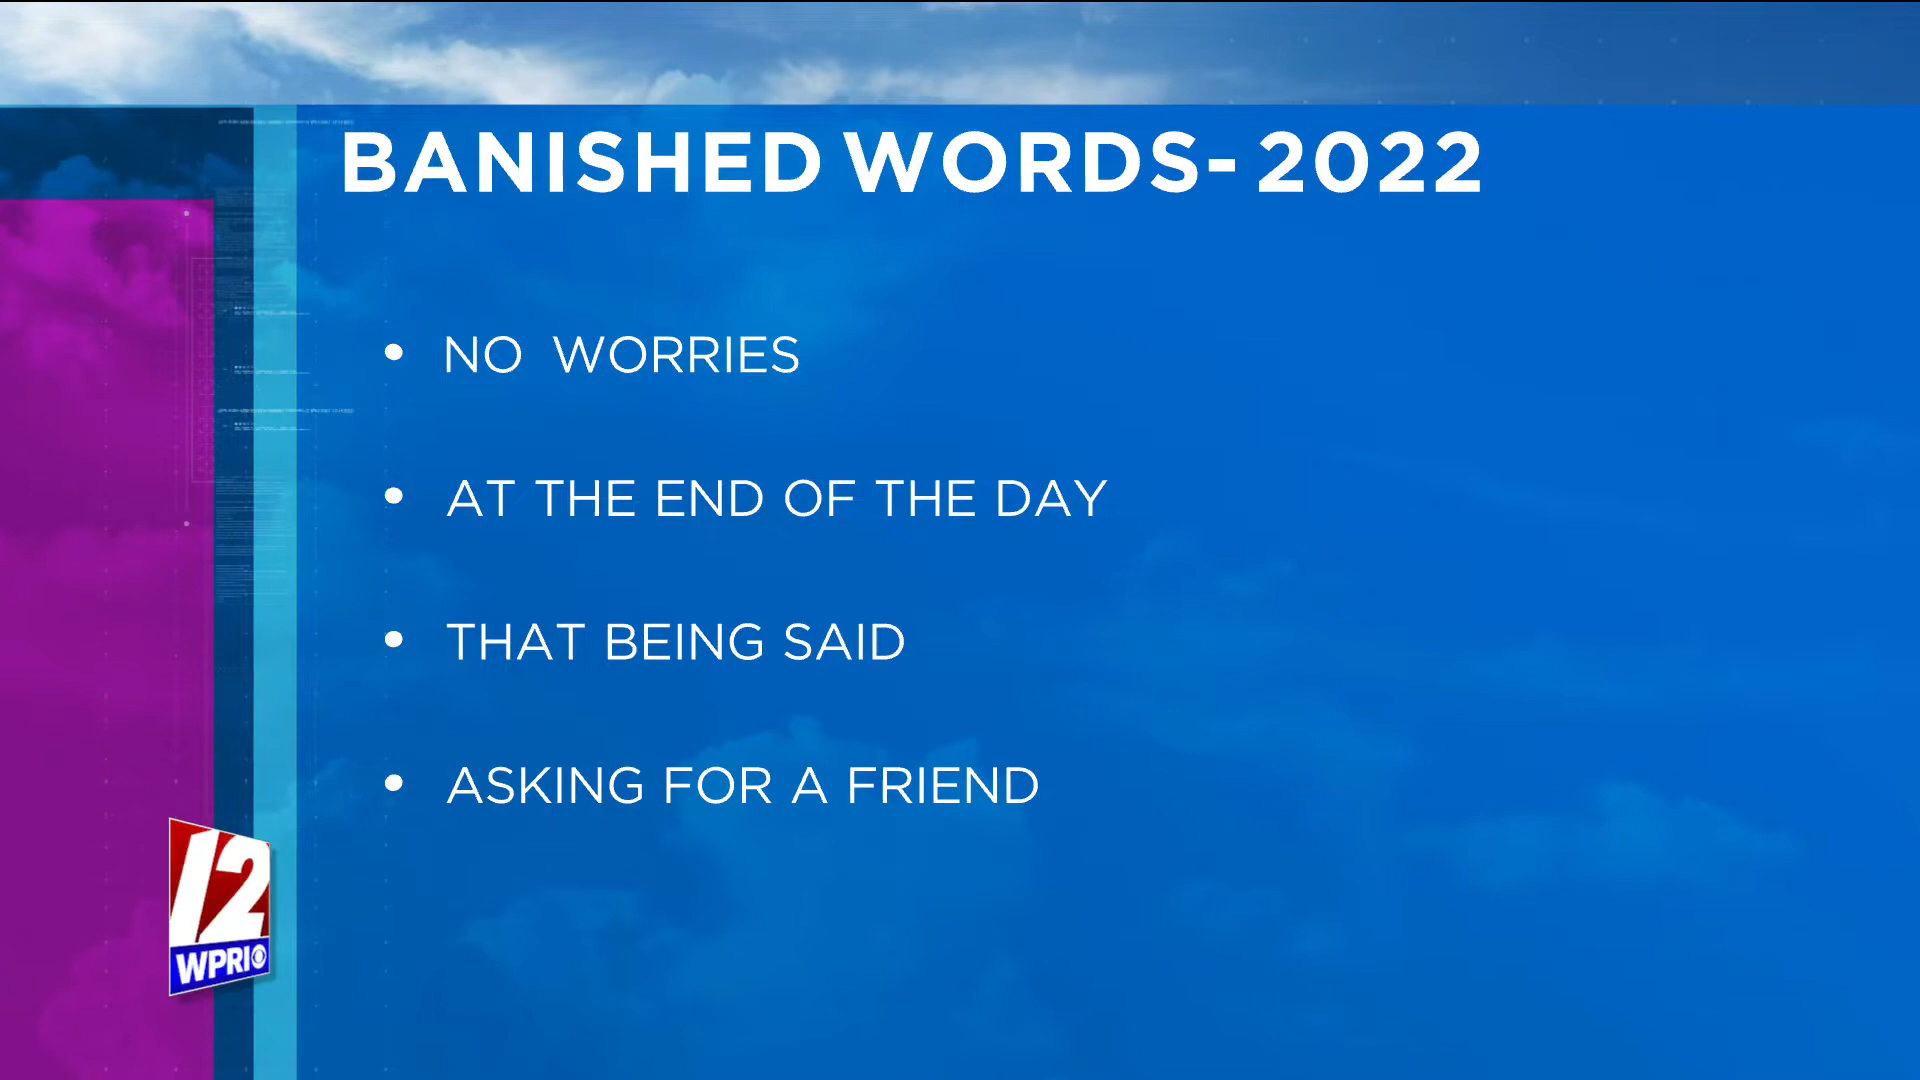 BANISHED WORDS- 2022
• NO WORRIES
• AT THE END OF THE DAY
• THAT BEING SAID
• ASKING FOR A FRIEND
12
WPRI